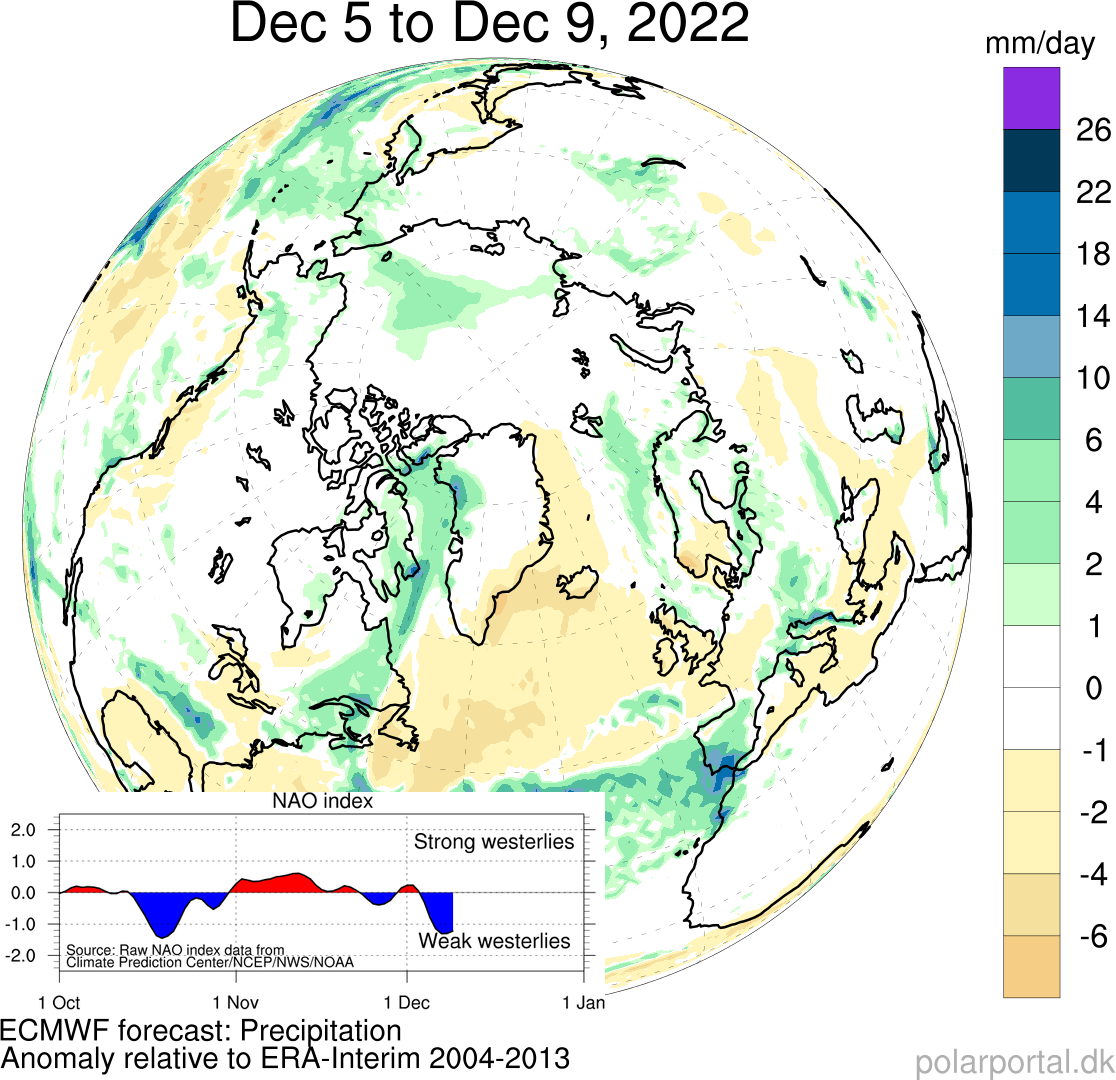 Dec 5 to Dec 9, 2022
mm/day
26
22
18
14
10
6
4
2
1
0
-1
-2
-4
-6
NAO index
2.0
1.0
0.0
-1.0
-2.0
Strong westerlies
Weak westerlies
Source: Raw NAO index data from
Climate Prediction Center/NCEP/NWS/NOAA
1 Oct
1 Nov
1 Dec
1 Jan
ECMWF forecast: Precipitation
Anomaly relative to ERA-Interim 2004-2013
polarportal.dk